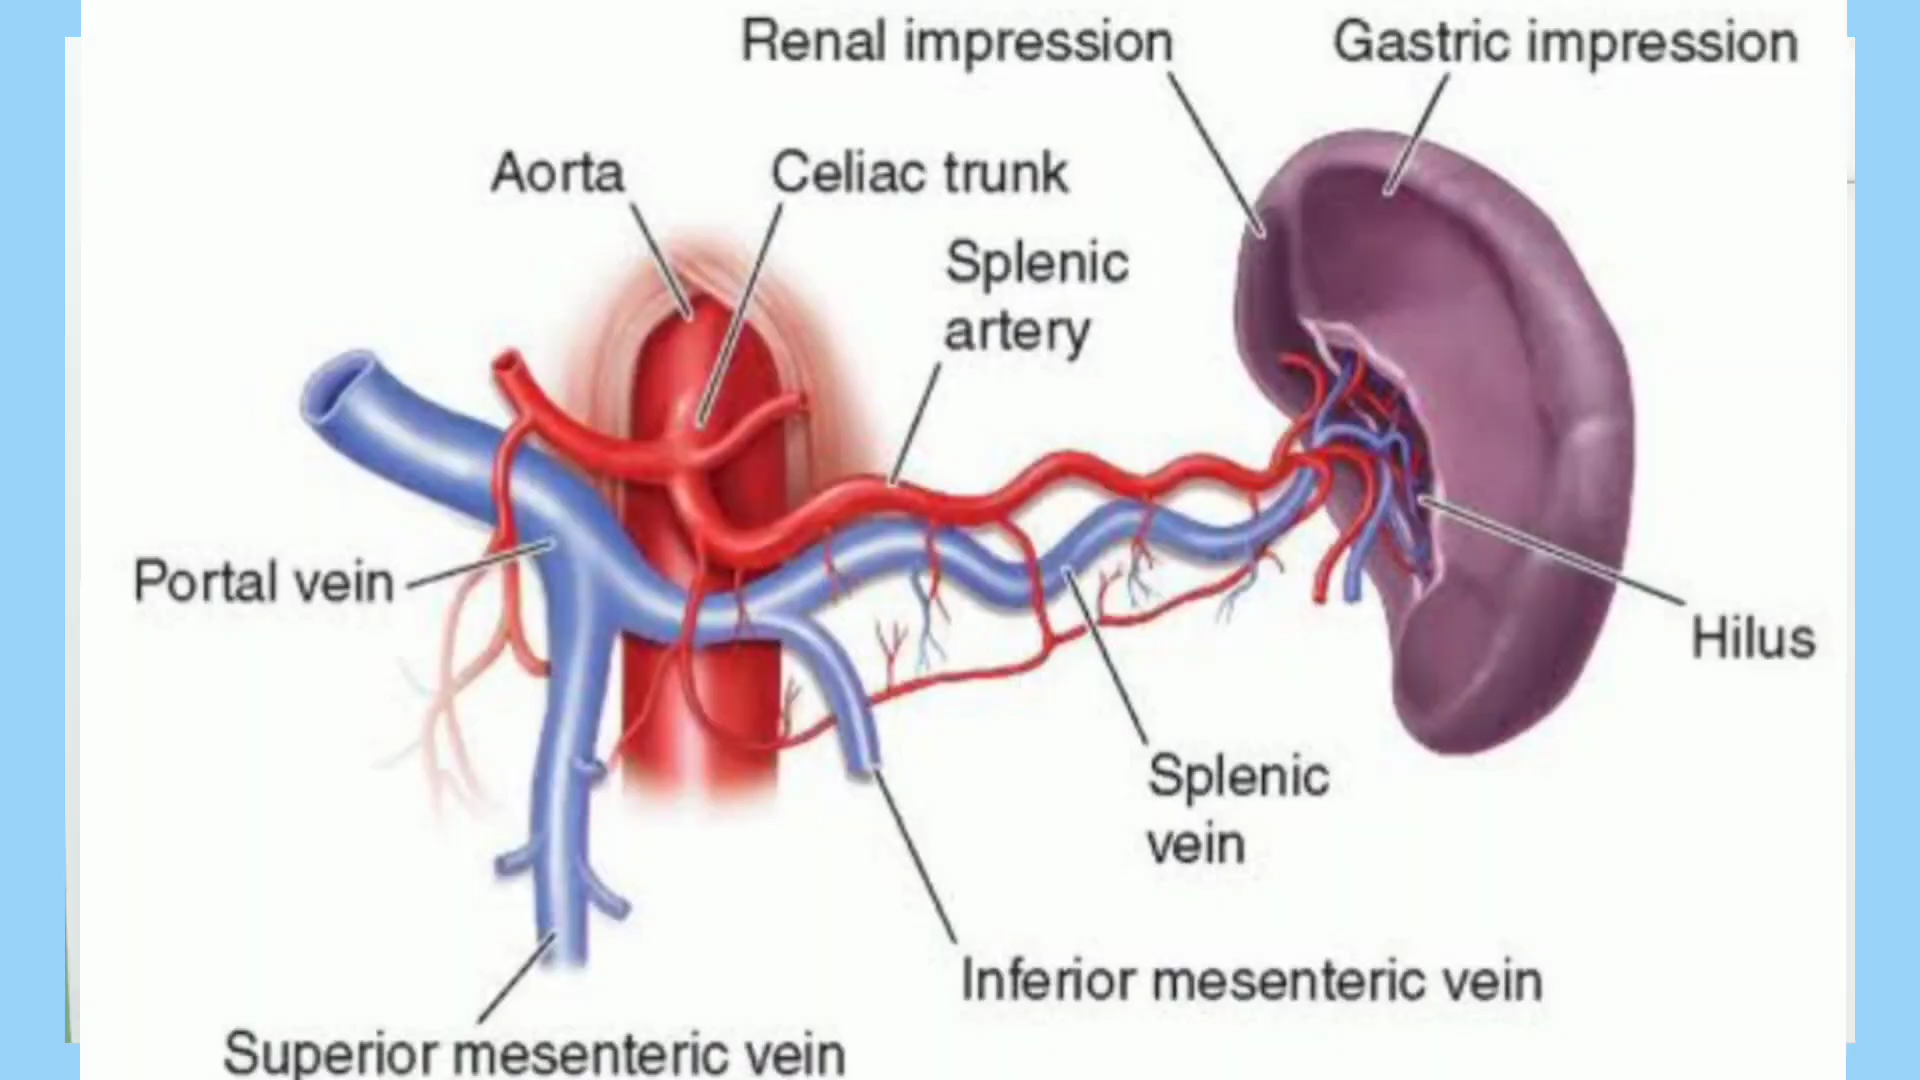 Renal impression
Gastric impression
Aorta
Celiac trunk
Splenic
artery
Portal vein
Hilus
Splenic
vein
Inferior mesenteric vein
Superior mesenteric vein